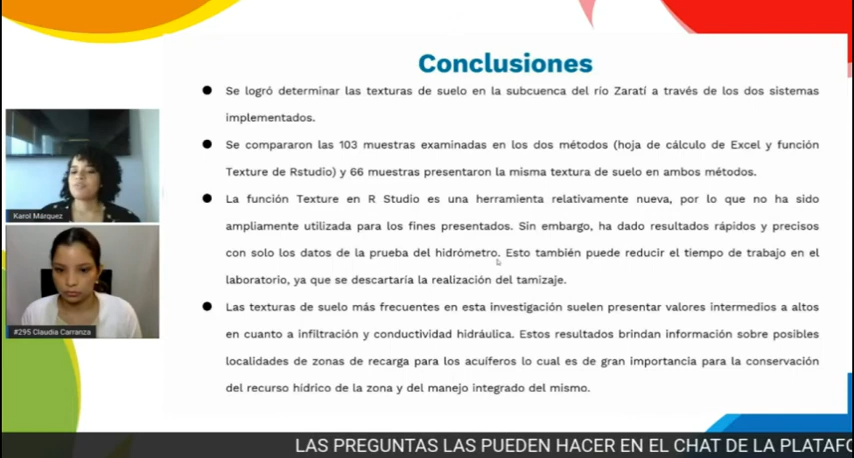 Conclusiones
Se logró determinar las texturas de suelo en la subcuenca del río Zaratí a través de los dos sistemas
implementados.
Se compararon las 103 muestras examinadas en los dos métodos (hoja de cálculo de Excel y función
Texture de Rstudio) y 66 muestras presentaron la misma textura de suelo en ambos métodos.
La función Texture en R Studio es una herramienta relativamente nueva, por lo que no ha sido
ampliamente utilizada para los fines presentados. Sin embargo, ha dado resultados rápidos y precisos
con solo los datos de la prueba del hidrómetro. Esto también puede reducir el tiempo de trabajo en el
laboratorio, ya que se descartaría la realización del tamizaje.
Las texturas de suelo más frecuentes en esta investigación suelen presentar valores intermedios a altos
en cuanto a infiltración y conductividad hidráulica. Estos resultados brindan información sobre posibles
localidades de zonas de recarga para los acuíferos lo cual es de gran importancia para la conservación
del recurso hídrico de la zona y del manejo integrado del mismo.
Karol Márquez
#295 Claudia Carranza
LAS PREGUNTAS LAS PUEDEN HACER EN EL CHAT DE LA PLATAFO